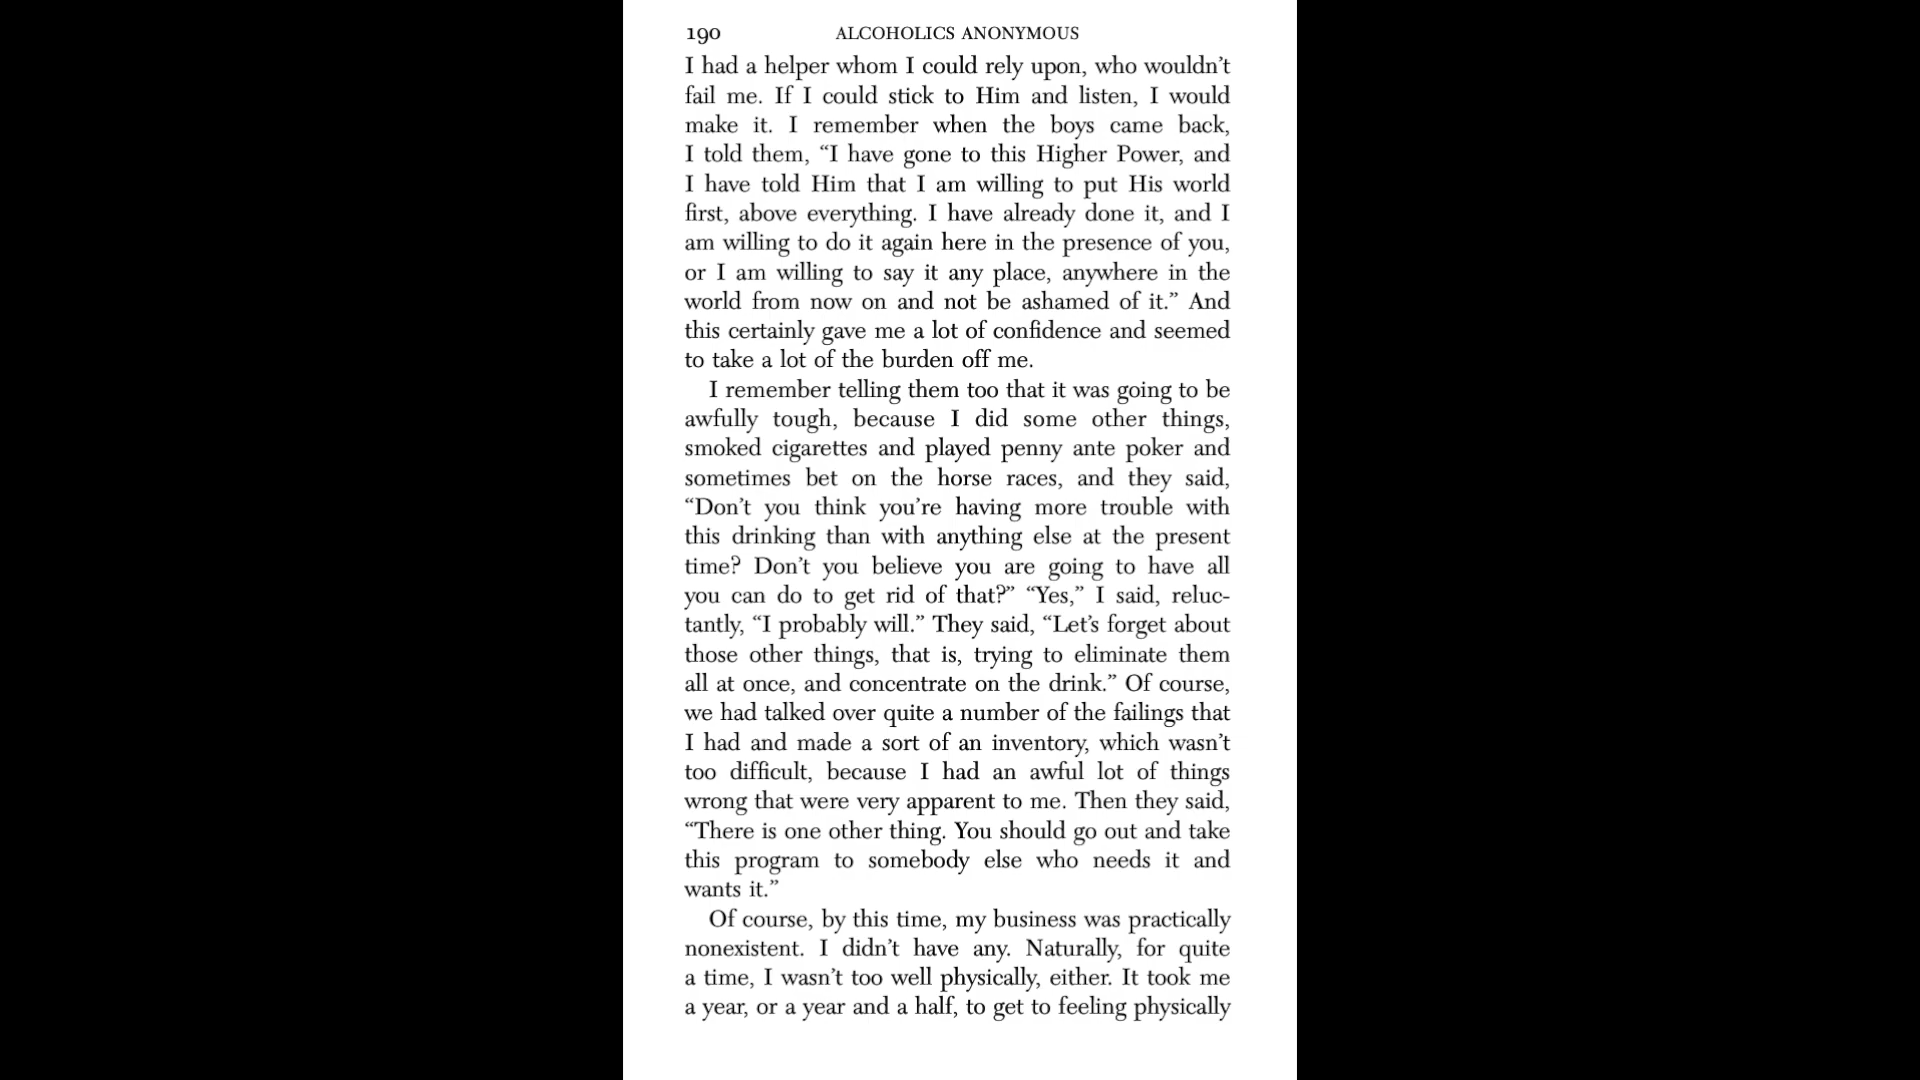 190 ALCOHOLICS ANONYMOUS
I had a helper whom I could rely upon, who wouldn’t
fail me. If I could stick to Him and listen, I would
make it. I remember when the boys came back,
I told them, “I have gone to this Higher Power, and
I have told Him that I am willing to put His world
first, above everything. I have already done it, and I
am willing to do it again here in the presence of you,
or I am willing to say it any place, anywhere in the
world from now on and not be ashamed of it.” And
this certainly gave me a lot of confidence and seemed
to take a lot of the burden off me.
I remember telling them too that it was going to be
awfully tough, because I did some other things,
smoked cigarettes and played penny ante poker and
sometimes bet on the horse races, and they said,
“Don’t you think you’re having more trouble with
this drinking than with anything else at the present
time? Don’t you believe you are going to have all
you can do to get rid of that?” “Yes,” I said, reluc-
tantly, “I probably will.” They said, “Let’s forget about
those other things, that is, trying to eliminate them
all at once, and concentrate on the drink.” Of course,
we had talked over quite a number of the failings that
I had and made a sort of an inventory, which wasn’t
too difficult, because I had an awful lot of things
wrong that were very apparent to me. Then they said,
“There is one other thing. You should go out and take
this program to somebody else who needs it and
wants it.”
Of course, by this time, my business was practically
nonexistent. I didn’t have any. Naturally, for quite
a time, I wasn’t too well physically, either. It took me
a year, or a year and a half, to get to feeling physically